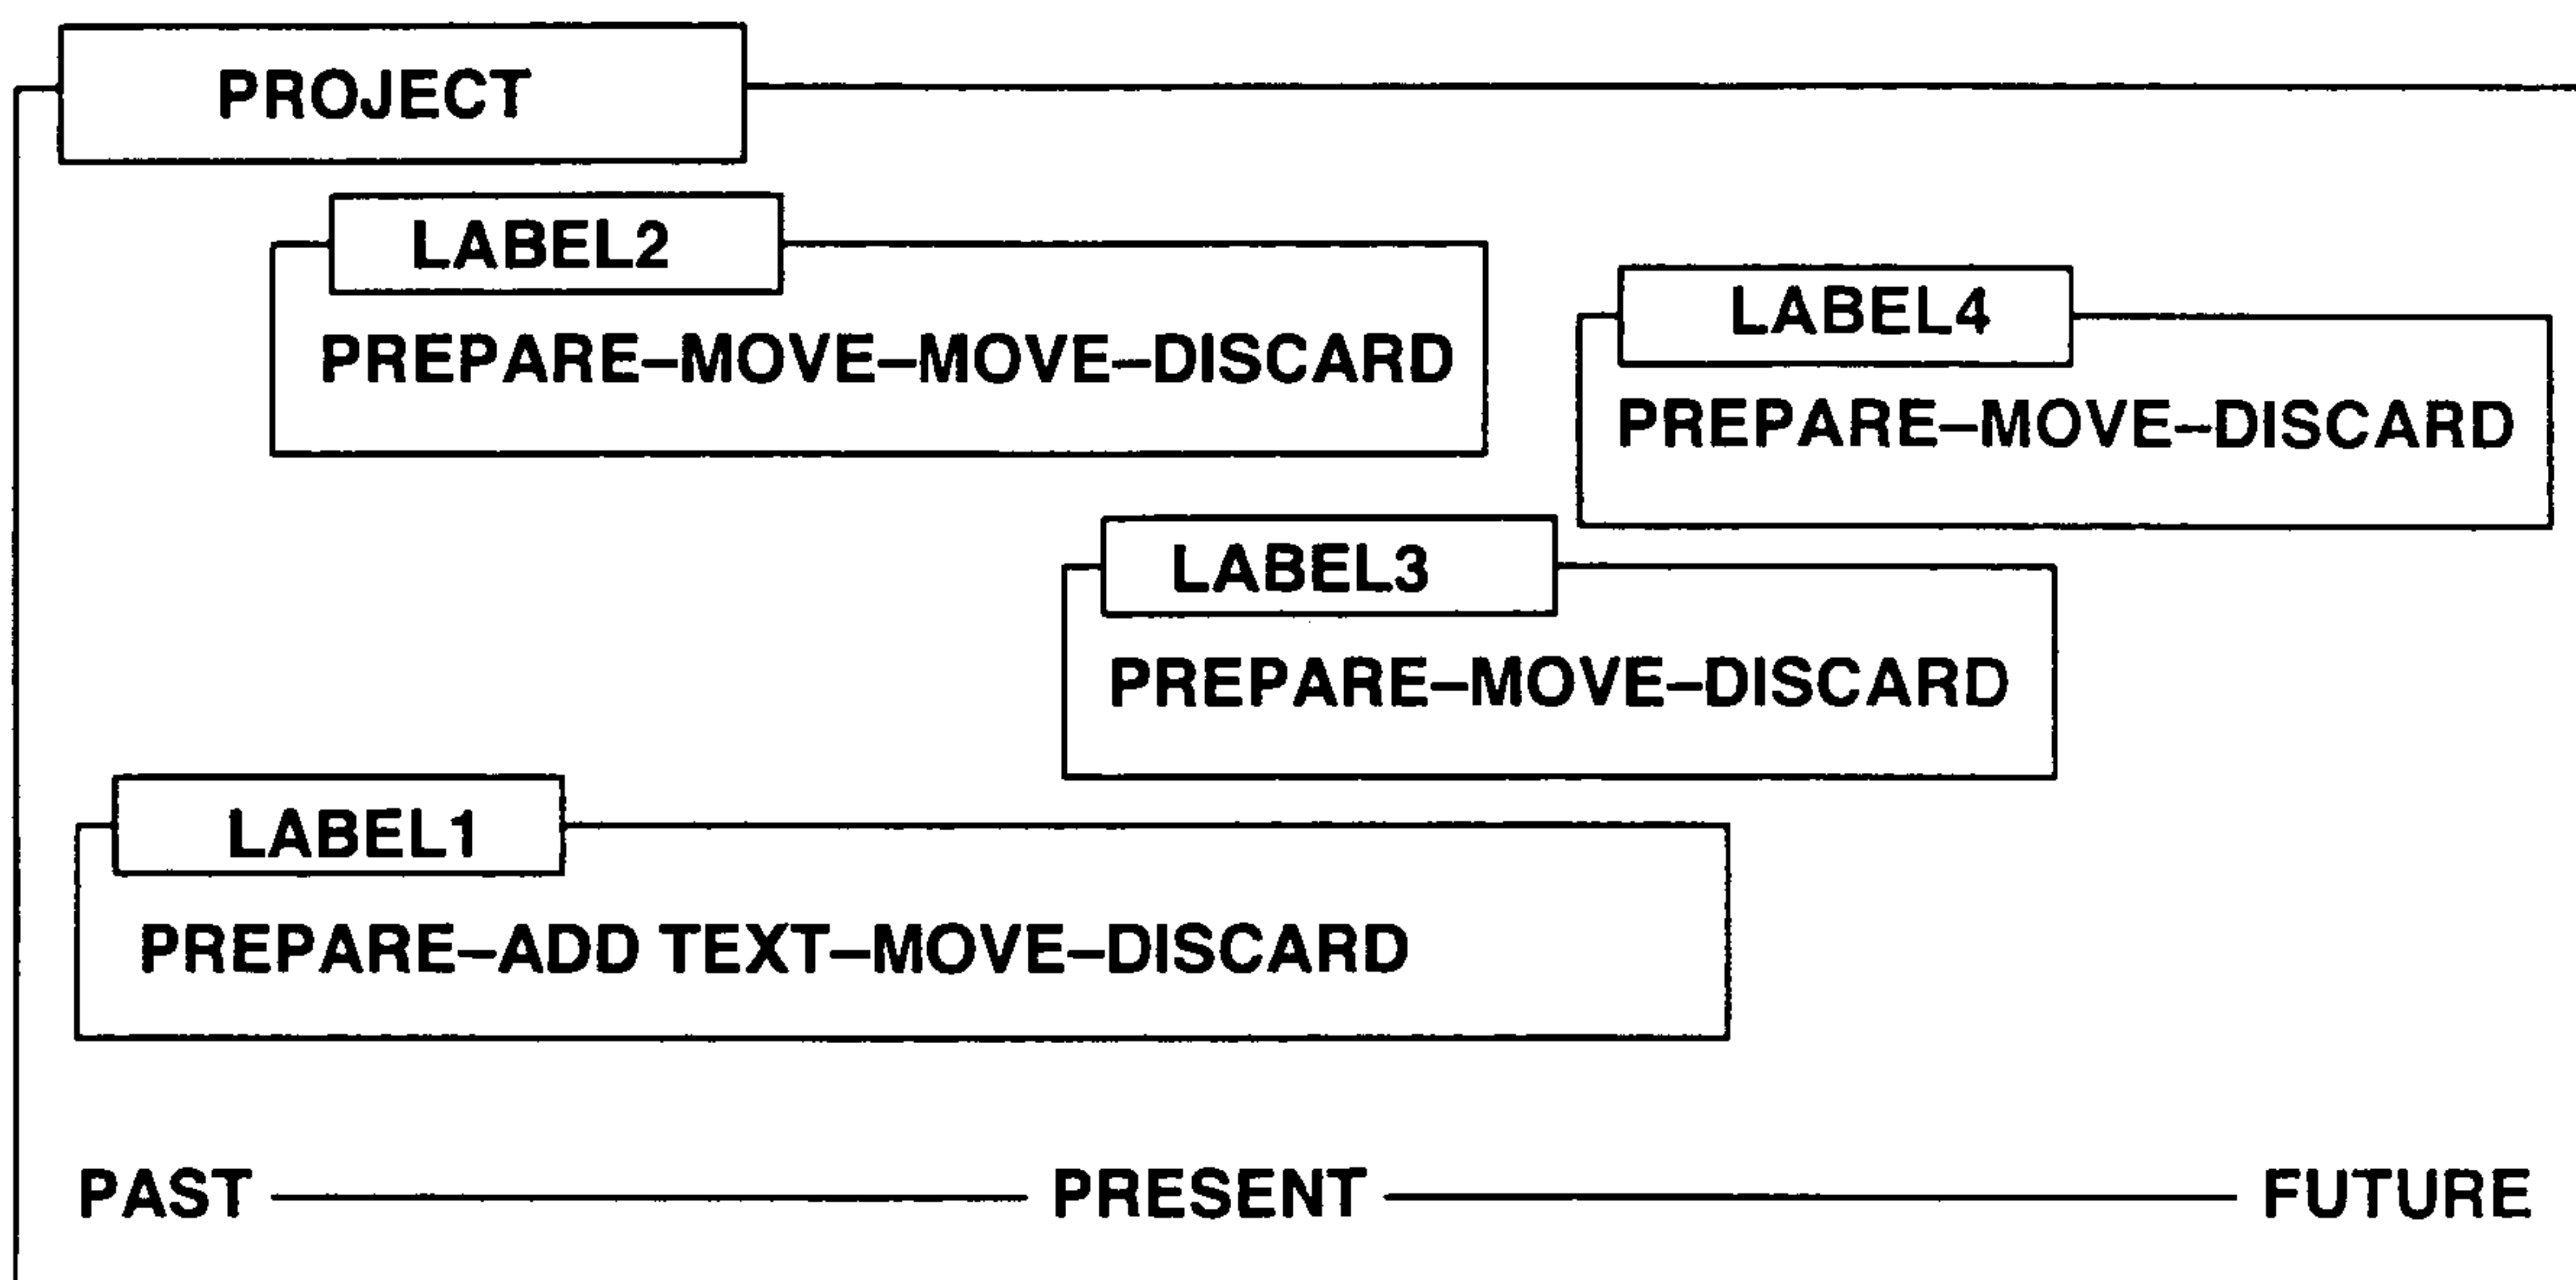 PROJECT
LABEL2
PREPARE–MOVE–MOVE–DISCARD
LABEL4
PREPARE–MOVE–DISCARD
LABEL3
PREPARE–MOVE–DISCARD
LABEL1
PREPARE–ADD TEXT–MOVE–DISCARD
PAST PRESENT FUTURE